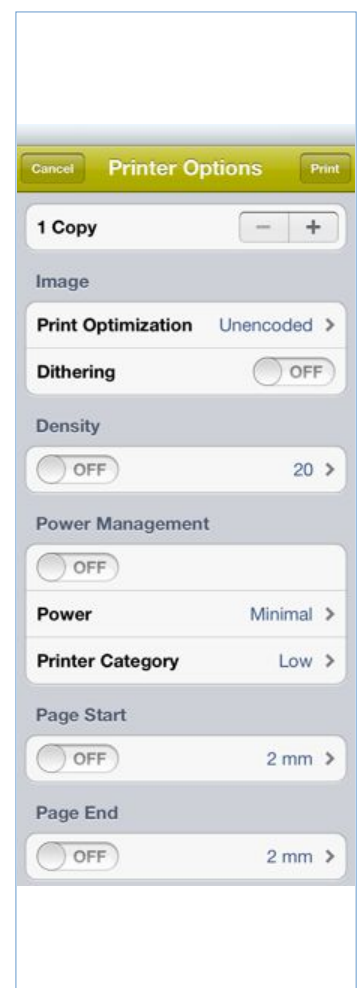 Cancel Printer Options Print
1 Copy − +
Image
Print Optimization Unencoded >
Dithering OFF
Density
OFF 20 >
Power Management
OFF
Power Minimal >
Printer Category Low >
Page Start
OFF 2 mm >
Page End
OFF 2 mm >